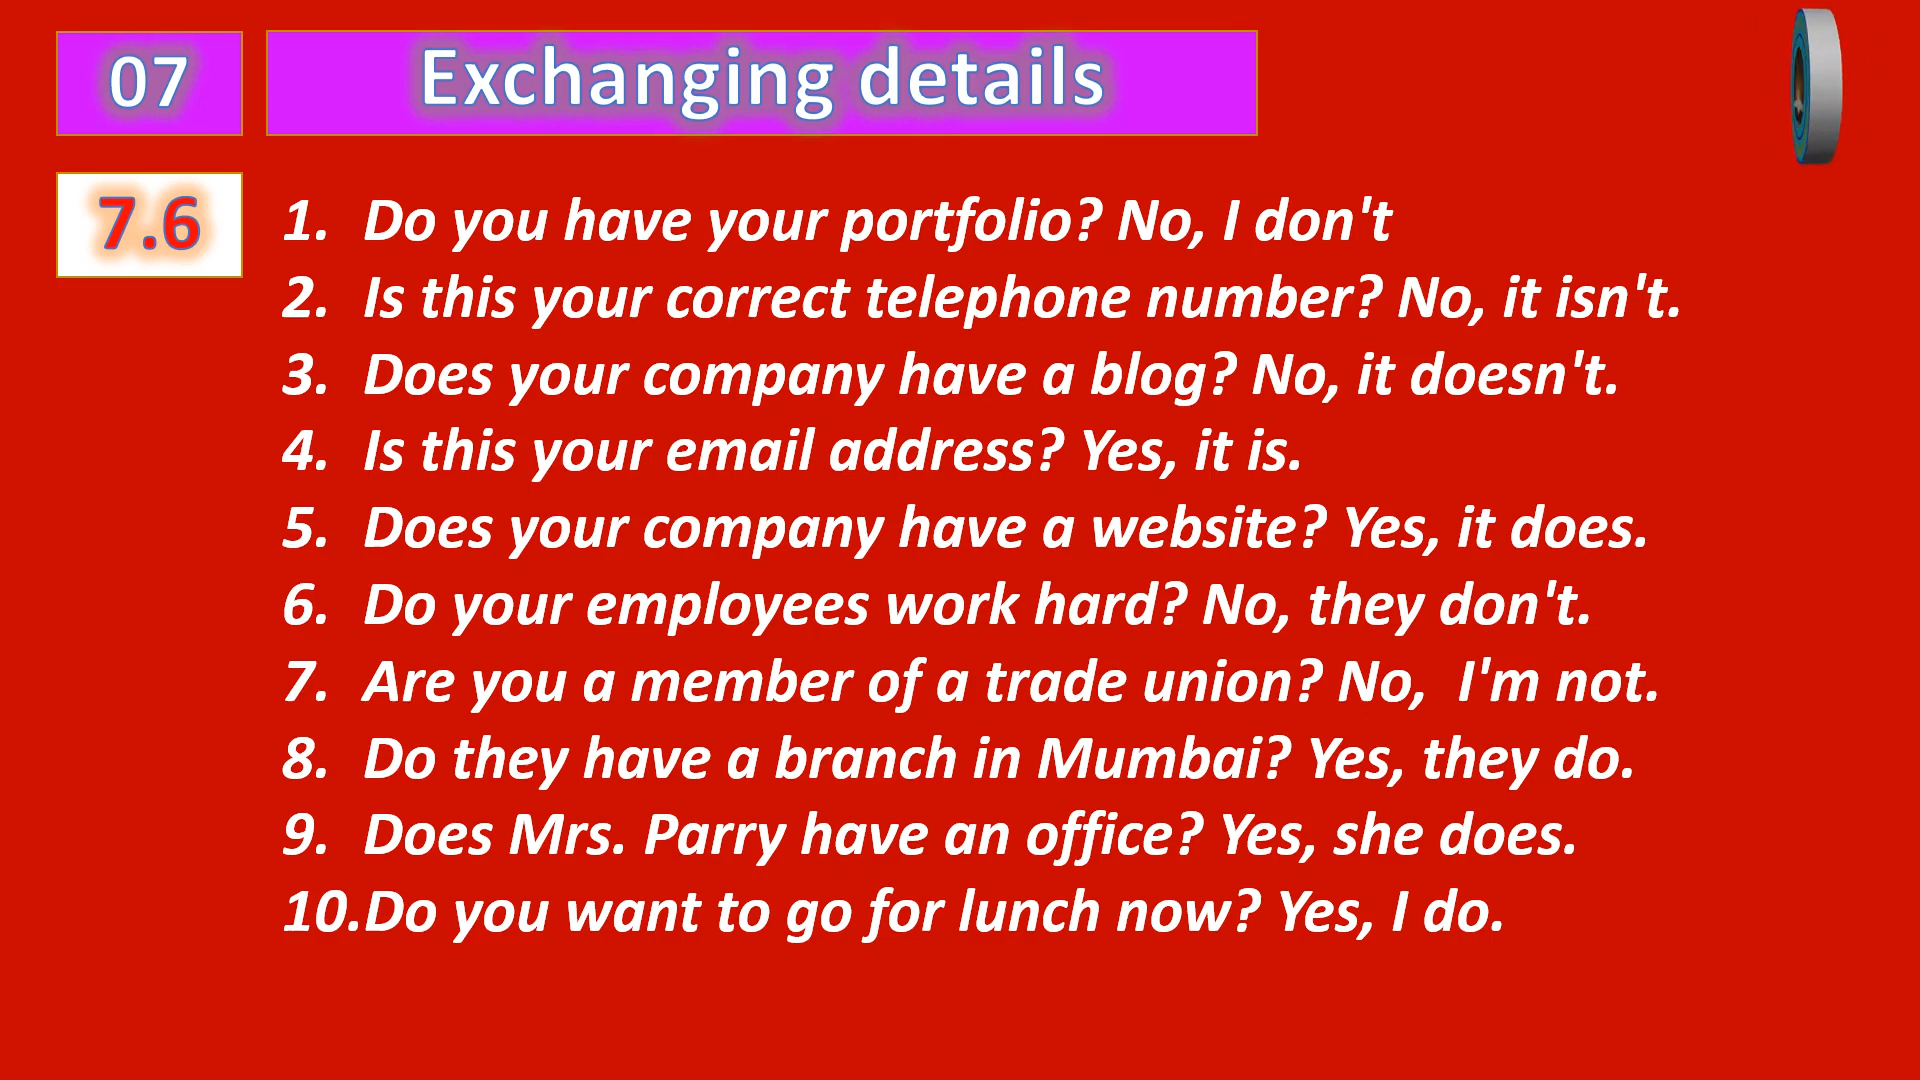 07 Exchanging details
7.6
1. Do you have your portfolio? No, I don't
2. Is this your correct telephone number? No, it isn't.
3. Does your company have a blog? No, it doesn't.
4. Is this your email address? Yes, it is.
5. Does your company have a website? Yes, it does.
6. Do your employees work hard? No, they don't.
7. Are you a member of a trade union? No,  I'm not.
8. Do they have a branch in Mumbai? Yes, they do.
9. Does Mrs. Parry have an office? Yes, she does.
10.Do you want to go for lunch now? Yes, I do.